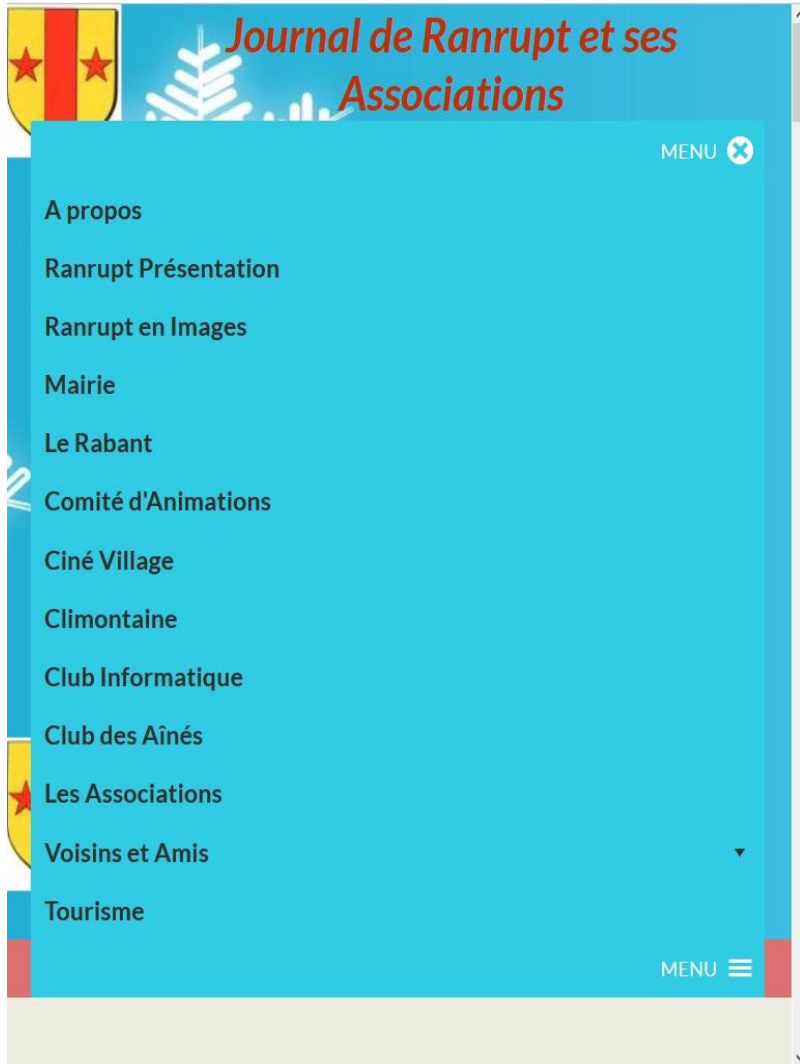 Journal de Ranrupt et ses
Associations
MENU
A propos
Ranrupt Présentation
Ranrupt en Images
Mairie
Le Rabant
Comité d'Animations
Ciné Village
Climontaine
Club Informatique
Club des Aînés
Les Associations
Voisins et Amis
Tourisme
MENU